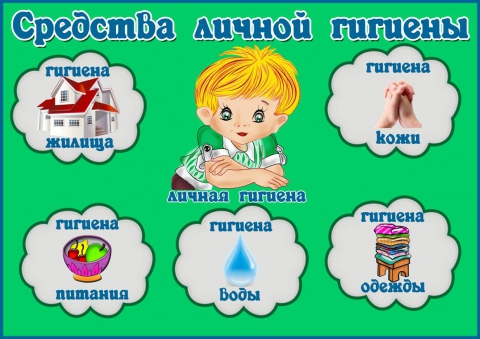 Средства личной гигиены
гигиена
жилища
гигиена
кожи
личная гигиена
гигиена
питания
гигиена
воды
гигиена
одежды